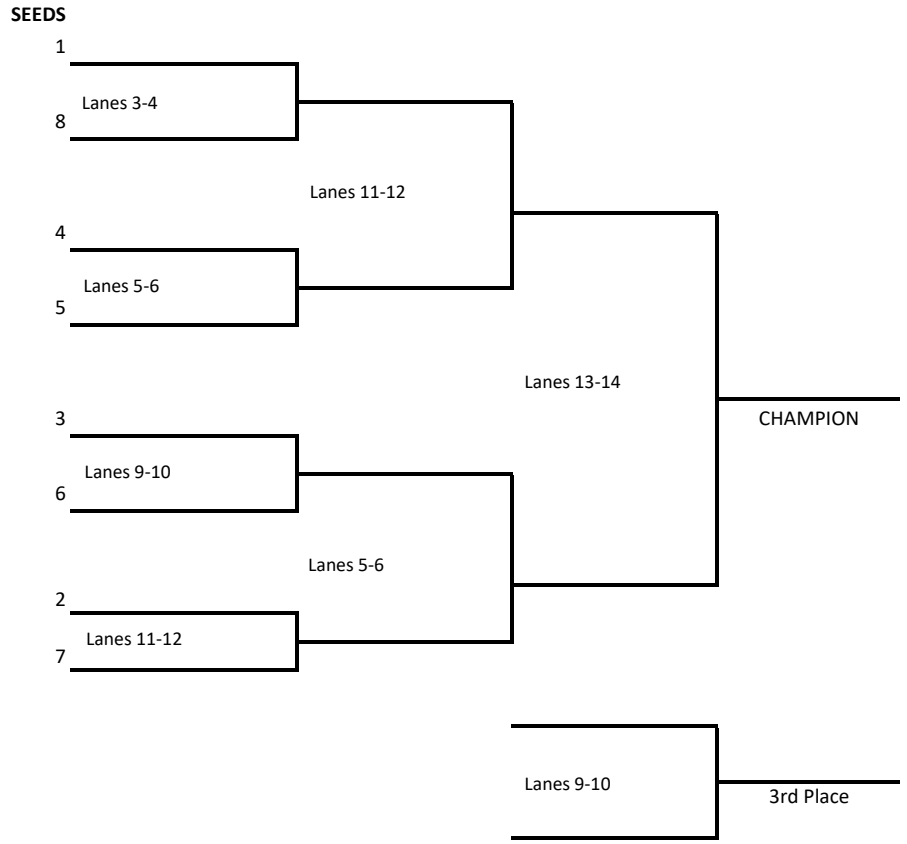 SEEDS
1
Lanes 3-4
8
Lanes 11-12
4
Lanes 5-6
5
Lanes 13-14
CHAMPION
3
Lanes 9-10
6
Lanes 5-6
2
Lanes 11-12
7
Lanes 9-10
3rd Place